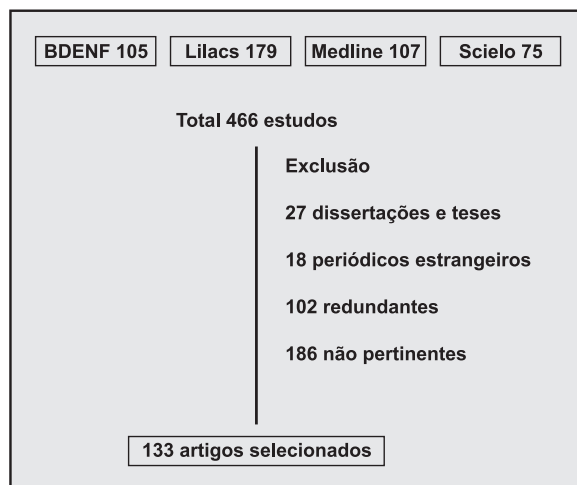 BDENF 105 Lilacs 179 Medline 107 Scielo 75
Total 466 estudos
Exclusão
27 dissertações e teses
18 periódicos estrangeiros
102 redundantes
186 não pertinentes
133 artigos selecionados